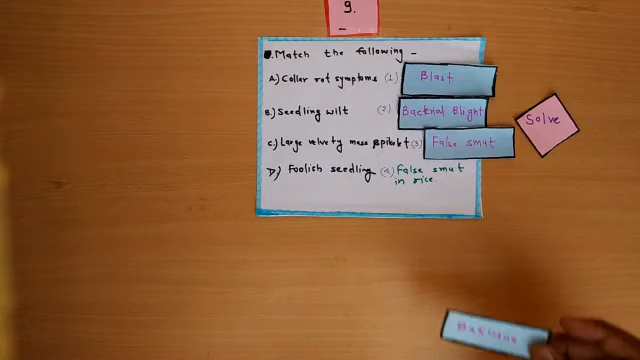 9.
Match the following -
A) Collar rot symptoms (1) Blast
B.) Seedling wilt (2) Backrial Blight
C.) Large velvety mass spikelet (3) False smut
D) Foolish seedling (4) False smut
in rice
Solve